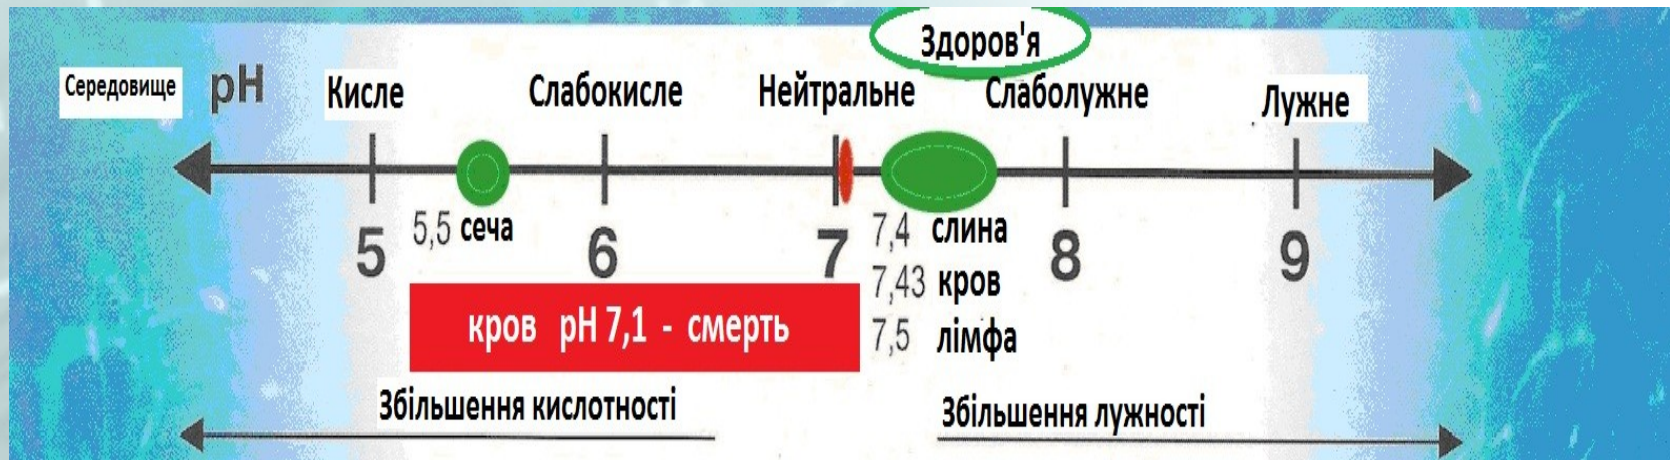 Здоров'я
Середовище pH Кисле Слабокисле Нейтральне Слаболужне Лужне
5 5,5 сеча 6 7 7,4 слина 8 9
7,43 кров
кров pH 7,1 - смерть
7,5 лімфа
Збільшення кислотності Збільшення лужності